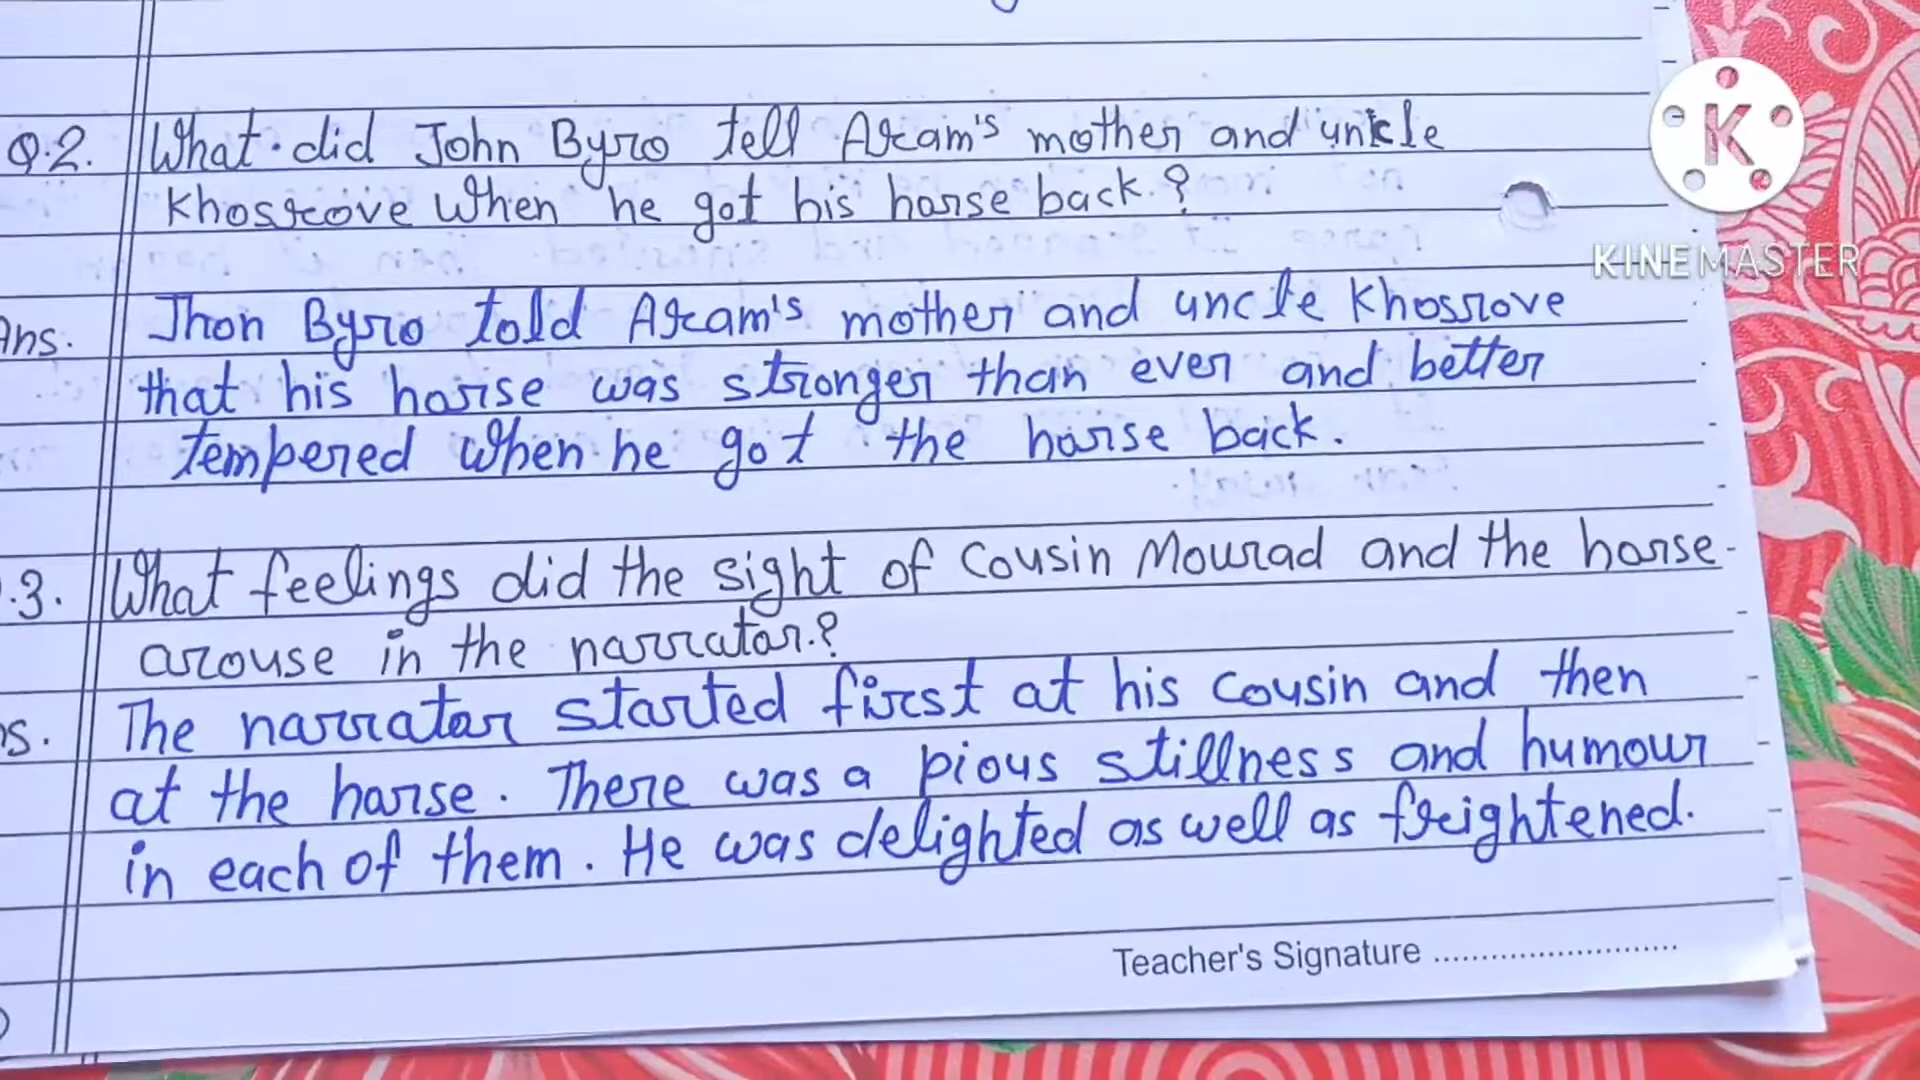 Q.2. What did John Byro tell Aram's mother and unkle
Khosrove When he got his horse back.?
Ans. Jhon Byro told Aram's mother and uncle Khosrove
that his horse was stronger than ever and better
tempered when he got the horse back.
.3. What feelings did the sight of Cousin Mourad and the horse
arouse in the narrator.?
s. The narrator started first at his cousin and then
at the horse. There was a pious stillness and humour
in each of them. He was delighted as well as freightened.
Teacher's Signature ..............................
K
KINEMASTER